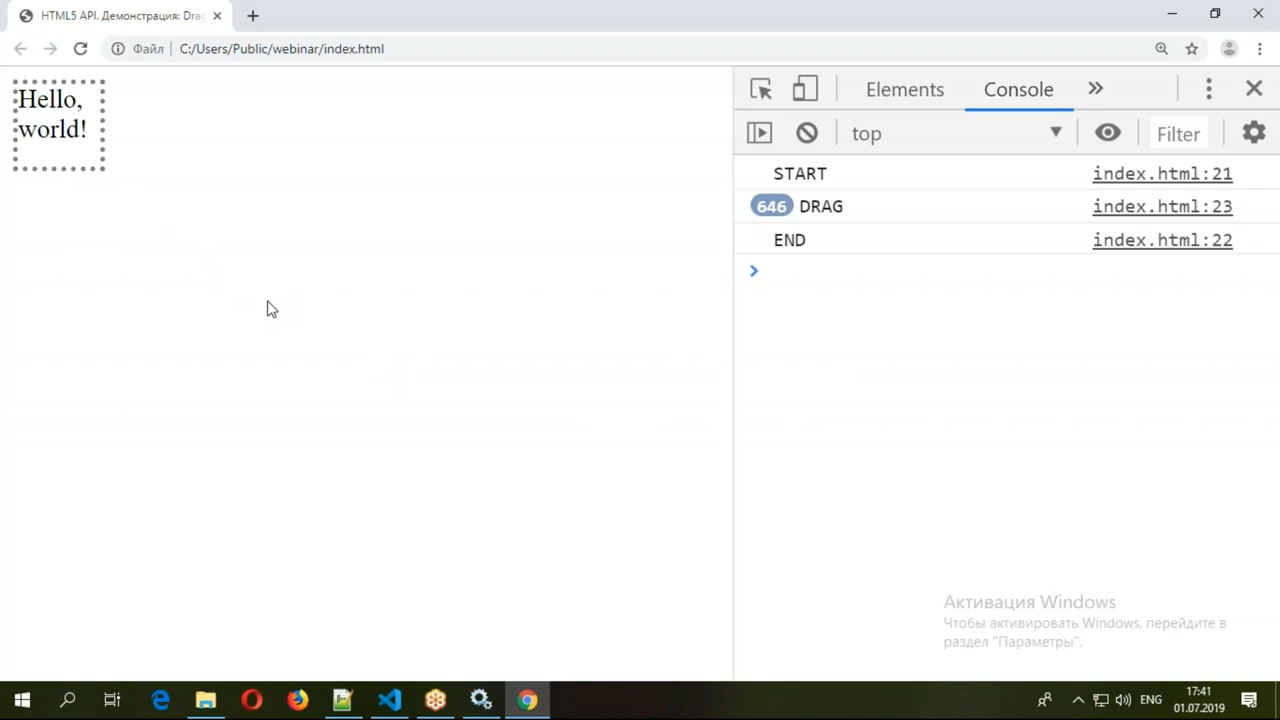 HTML5 API. Демонстрация: Dra
Файл
C:/Users/Public/webinar/index.html
Hello,
world!
Elements
Console
top
Filter
START index.html:21
646 DRAG index.html:23
END index.html:22
Активация Windows
Чтобы активировать Windows, перейдите в
раздел "Параметры".
ENG
17:41
01.07.2019